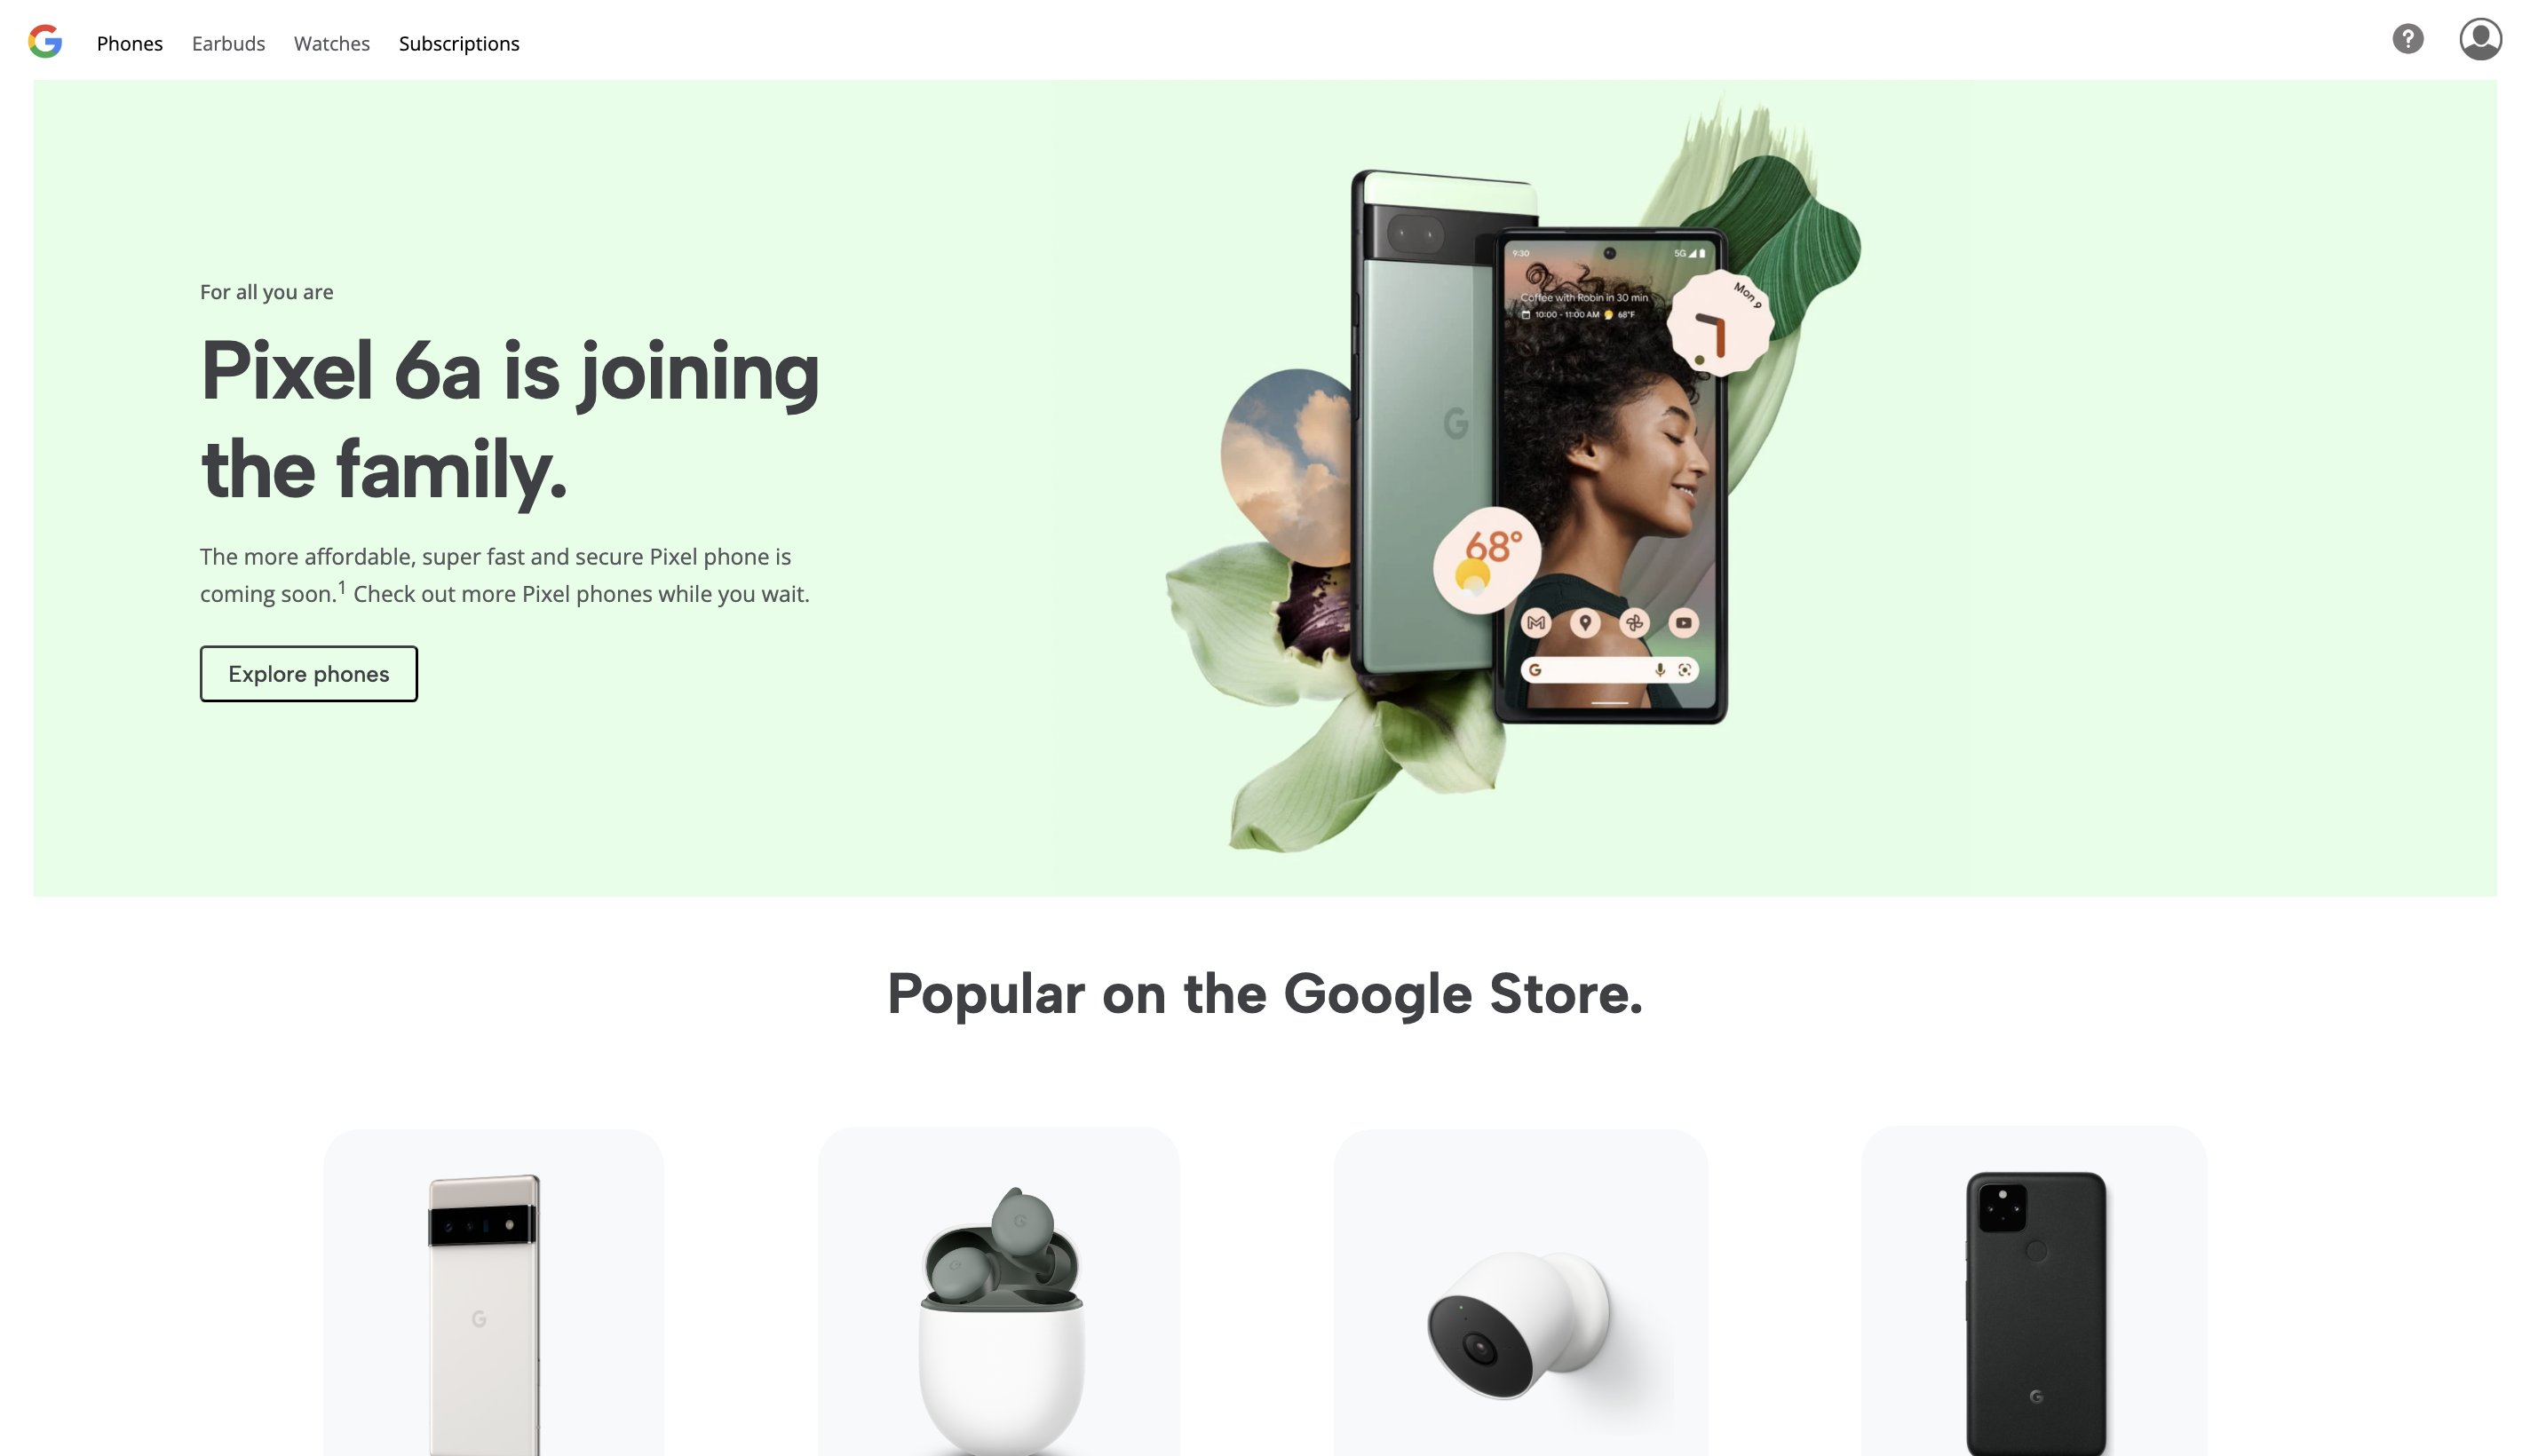 Phones Earbuds Watches Subscriptions
For all you are
Pixel 6a is joining
the family.
The more affordable, super fast and secure Pixel phone is
coming soon.1 Check out more Pixel phones while you wait.
Explore phones
9:30 5G
Coffee with Robin in 30 min
10:00 - 11:00 AM 68°F
Mon 9
68°
Popular on the Google Store.